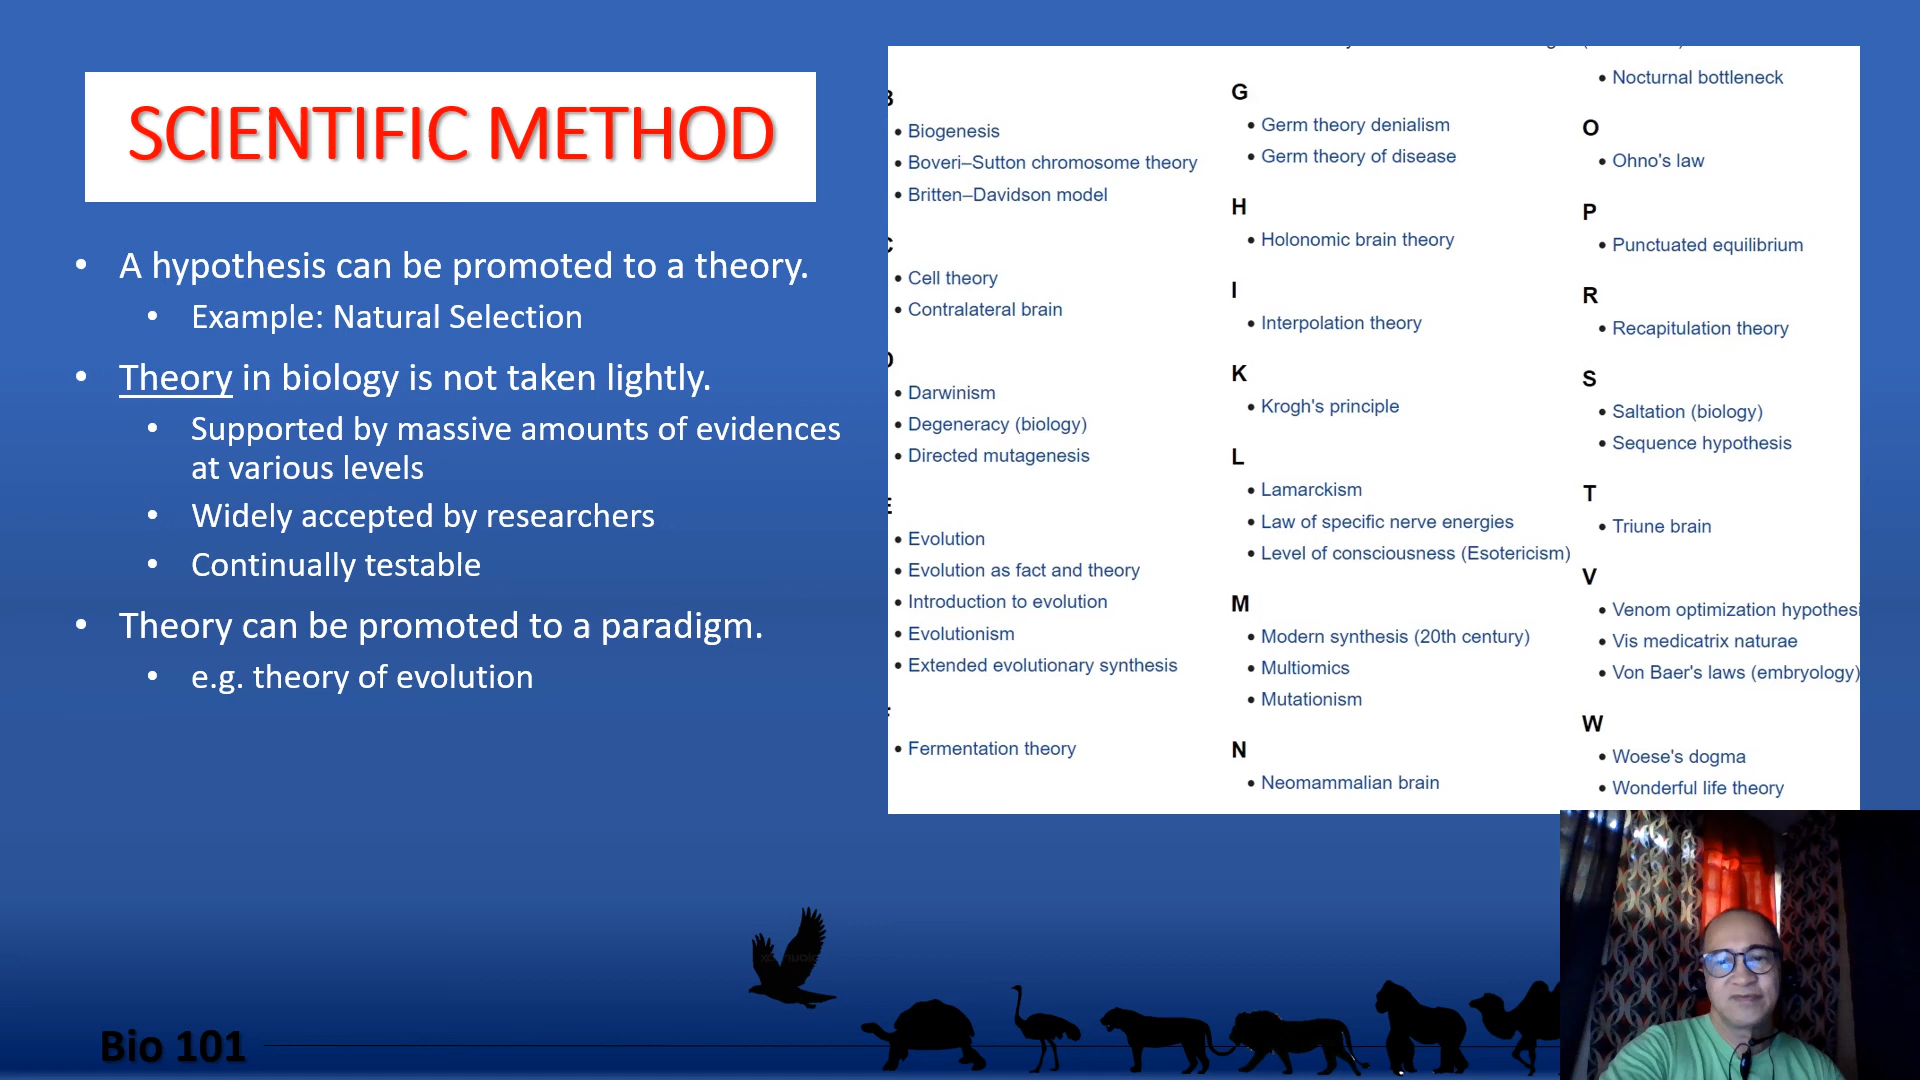 SCIENTIFIC METHOD
• A hypothesis can be promoted to a theory.
• Example: Natural Selection
• Theory in biology is not taken lightly.
• Supported by massive amounts of evidences
at various levels
• Widely accepted by researchers
• Continually testable
• Theory can be promoted to a paradigm.
• e.g. theory of evolution
B
• Biogenesis
• Boveri–Sutton chromosome theory
• Britten–Davidson model
C
• Cell theory
• Contralateral brain
D
• Darwinism
• Degeneracy (biology)
• Directed mutagenesis
E
• Evolution
• Evolution as fact and theory
• Introduction to evolution
• Evolutionism
• Extended evolutionary synthesis
F
• Fermentation theory
G
• Germ theory denialism
• Germ theory of disease
H
• Holonomic brain theory
I
• Interpolation theory
K
• Krogh's principle
L
• Lamarckism
• Law of specific nerve energies
• Level of consciousness (Esotericism)
M
• Modern synthesis (20th century)
• Multiomics
• Mutationism
N
• Neomammalian brain
• Nocturnal bottleneck
O
• Ohno's law
P
• Punctuated equilibrium
R
• Recapitulation theory
S
• Saltation (biology)
• Sequence hypothesis
T
• Triune brain
V
• Venom optimization hypothesi
• Vis medicatrix naturae
• Von Baer's laws (embryology)
W
• Woese's dogma
• Wonderful life theory
Bio 101